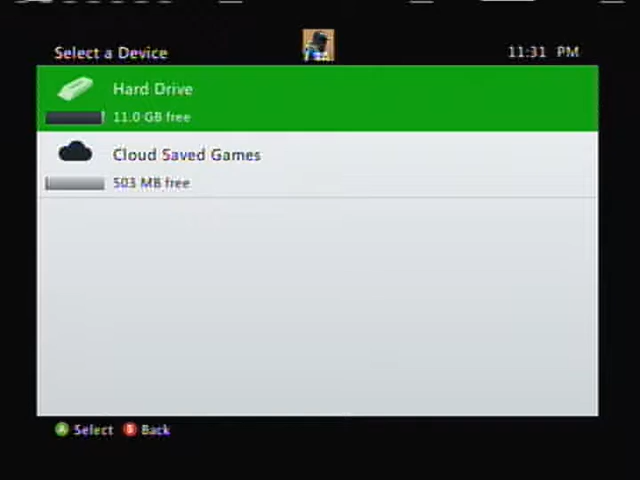 Select a Device
11:31 PM
Hard Drive
11.0 GB free
Cloud Saved Games
503 MB free
A Select B Back